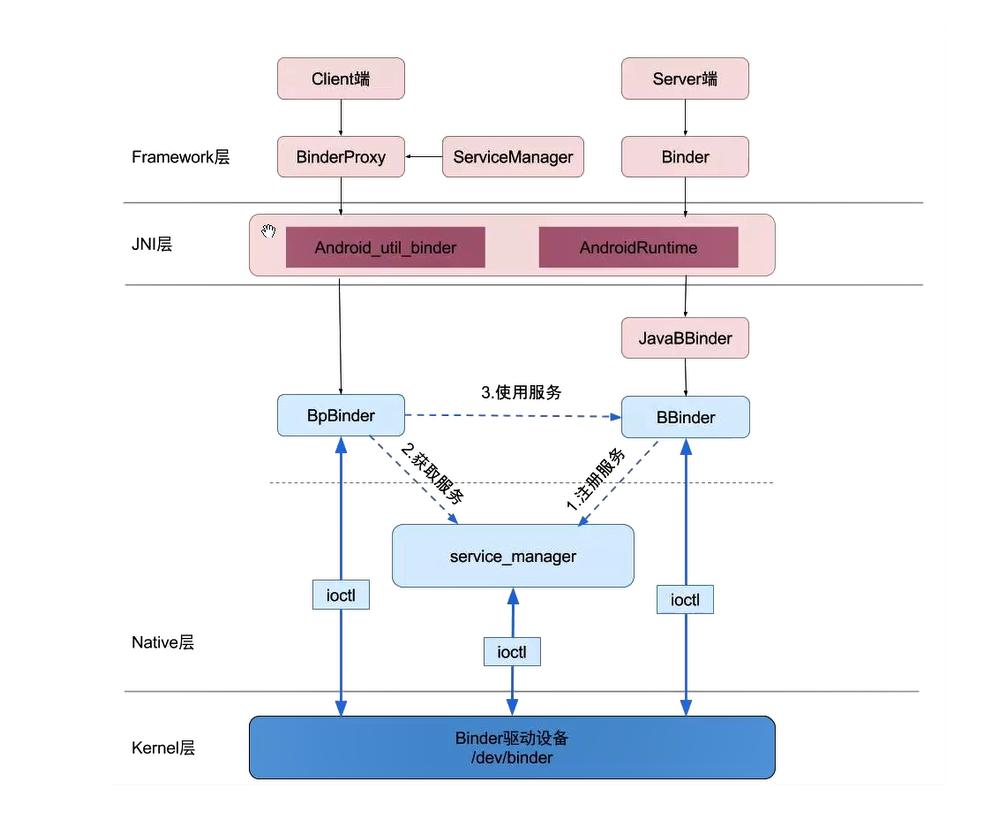 Client端
Server端
Framework层
BinderProxy
ServiceManager
Binder
JNI层
Android_util_binder
AndroidRuntime
JavaBBinder
3.使用服务
BpBinder
BBinder
2.获取服务
1.注册服务
service_manager
ioctl
ioctl
ioctl
Native层
Kernel层
Binder驱动设备
/dev/binder